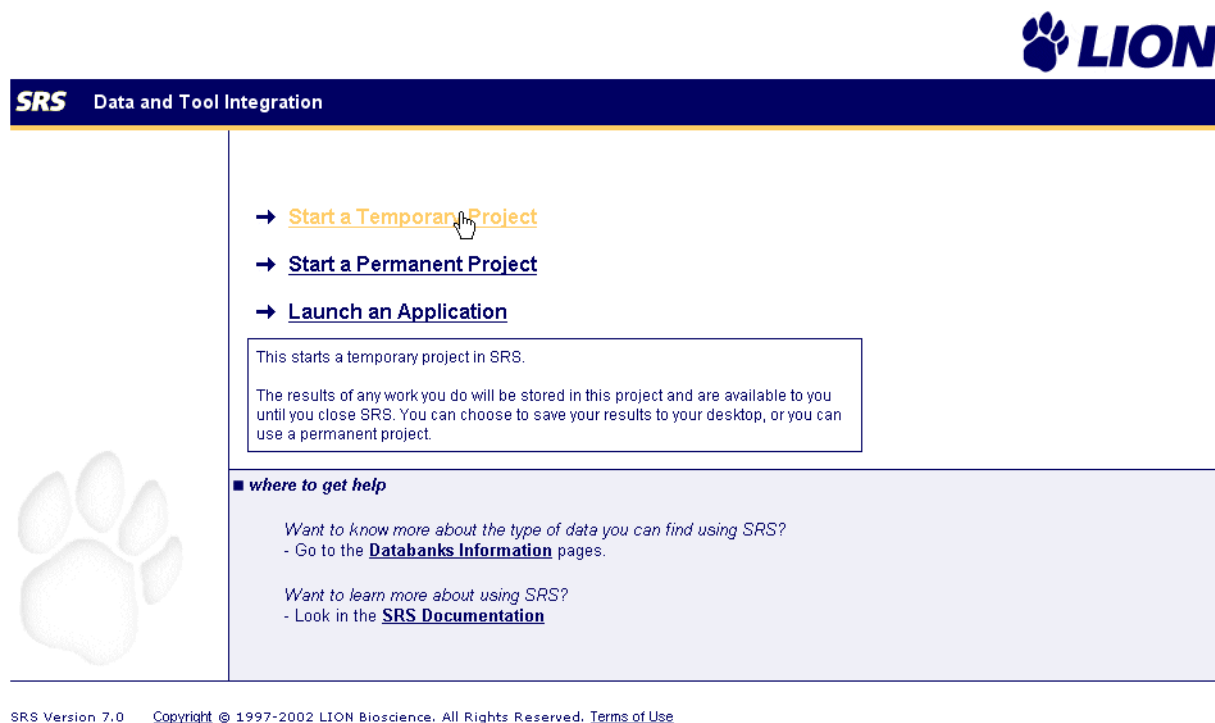 LION
SRS Data and Tool Integration
Start a Temporary Project
Start a Permanent Project
Launch an Application
This starts a temporary project in SRS.
The results of any work you do will be stored in this project and are available to you
until you close SRS. You can choose to save your results to your desktop, or you can
use a permanent project.
where to get help
Want to know more about the type of data you can find using SRS?
- Go to the Databanks Information pages.
Want to learn more about using SRS?
- Look in the SRS Documentation
SRS Version 7.0 Copyright © 1997-2002 LION Bioscience. All Rights Reserved. Terms of Use